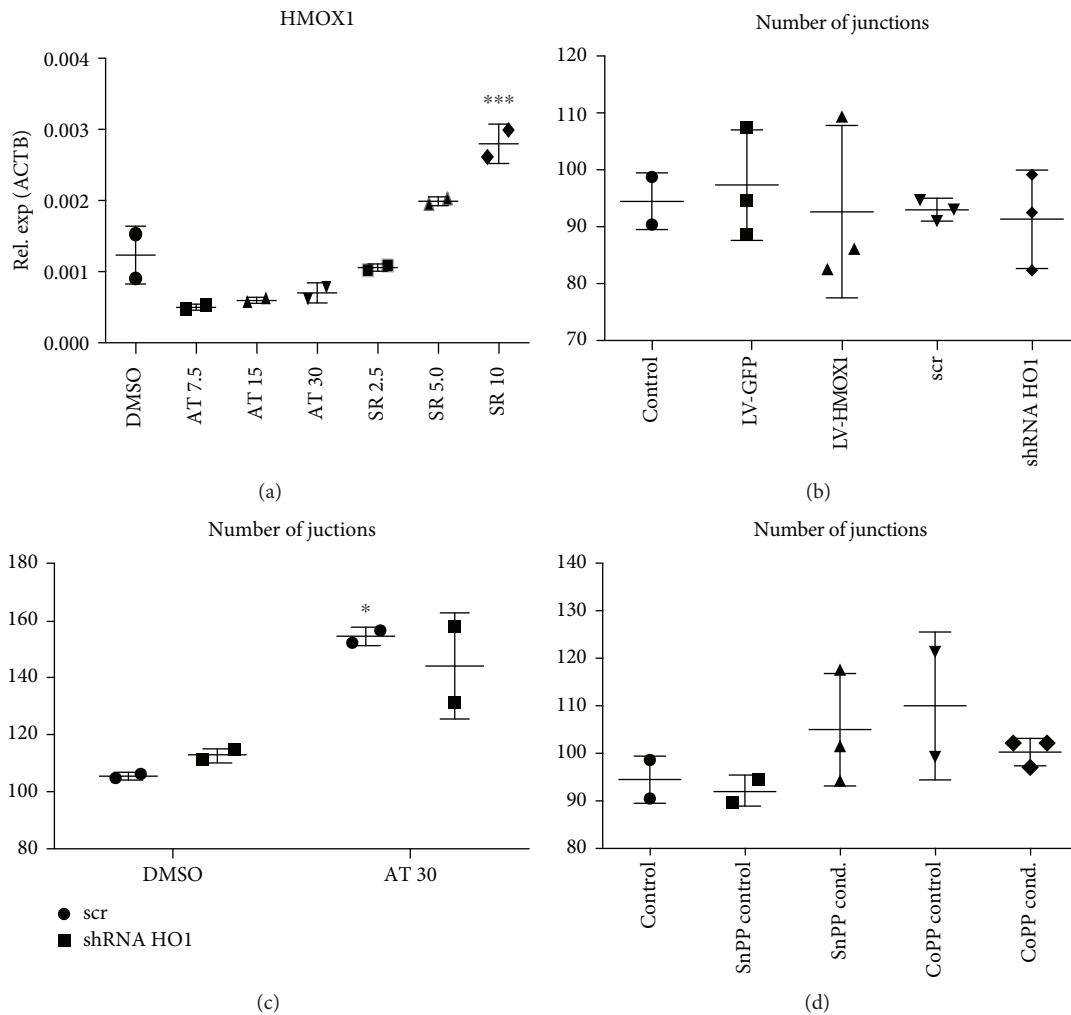 HMOX1
Rel. exp (ACTB)
0.004
0.003
0.002
0.001
0.000
***
DMSO
AT 7.5
AT 15
AT 30
SR 2.5
SR 5.0
SR 10
(a)
Number of junctions
120
110
100
90
80
70
Control
LV-GFP
LV-HMOX1
scr
shRNA HO1
(b)
Number of juctions
180
160
140
120
100
80
*
DMSO
AT 30
scr
shRNA HO1
(c)
Number of junctions
140
130
120
110
100
90
80
Control
SnPP control
SnPP cond.
CoPP control
CoPP cond.
(d)